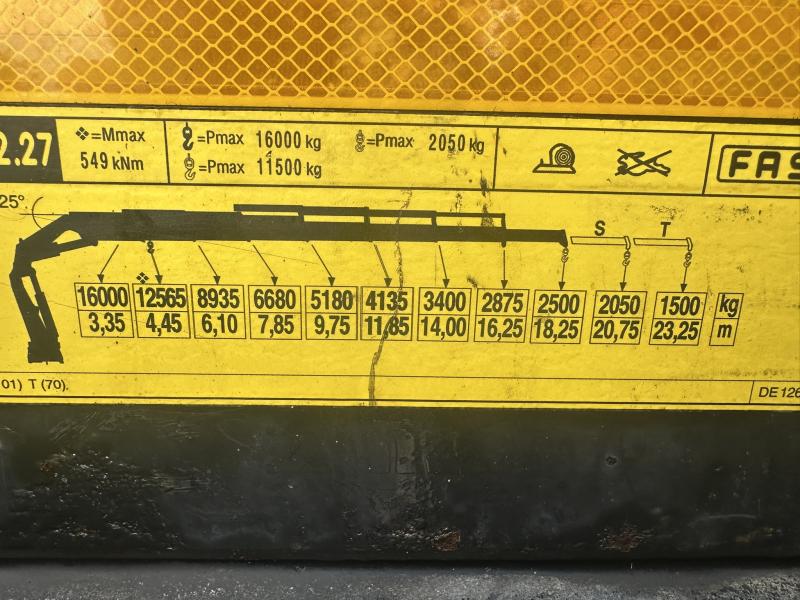 2.27
❖=Mmax
549 kNm
=Pmax 16000 kg
=Pmax 11500 kg
=Pmax 2050 kg
FAS
25°
S T
❖
16000 12565 8935 6680 5180 4135 3400 2875 2500 2050 1500 kg
3,35 4,45 6,10 7,85 9,75 11,85 14,00 16,25 18,25 20,75 23,25 m
01) T (70).
DE126